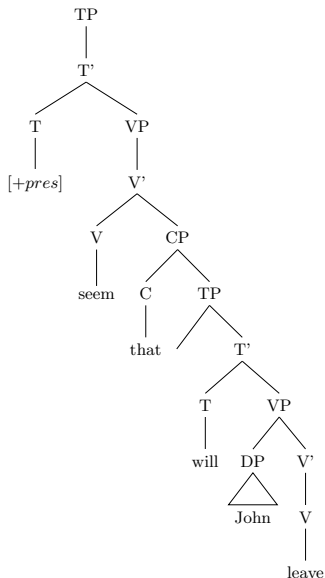 TP
T'
T VP
[+pres] V'
V CP
seem C TP
that T'
T VP
will DP V'
John V
leave